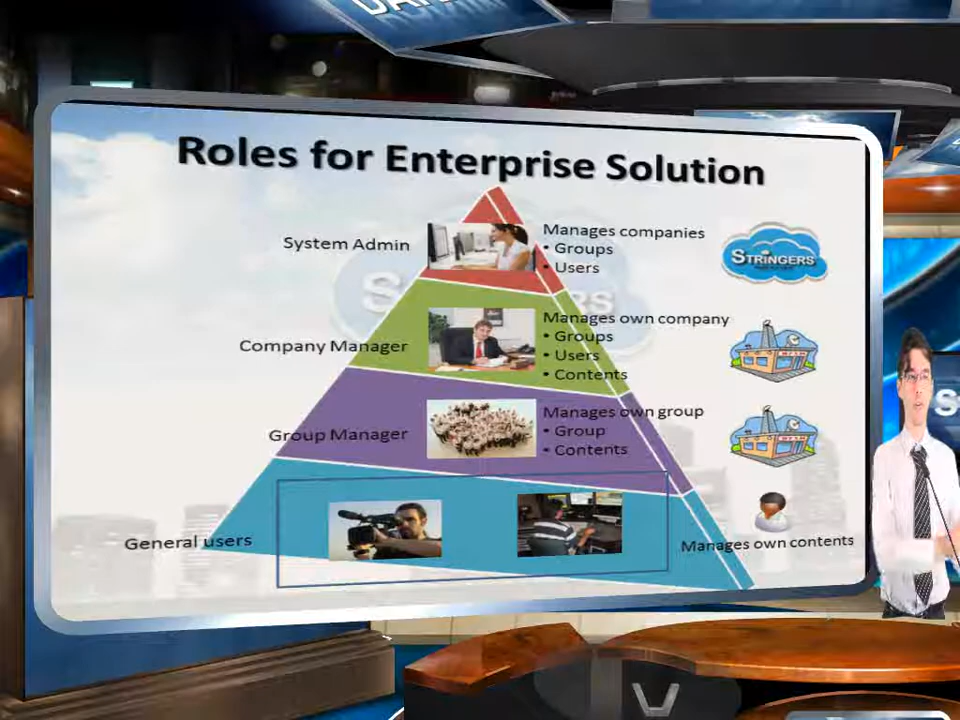 Roles for Enterprise Solution
System Admin
Manages companies
• Groups
• Users
STRINGERS
Company Manager
Manages own company
• Groups
• Users
• Contents
Group Manager
Manages own group
• Group
• Contents
General users
Manages own contents